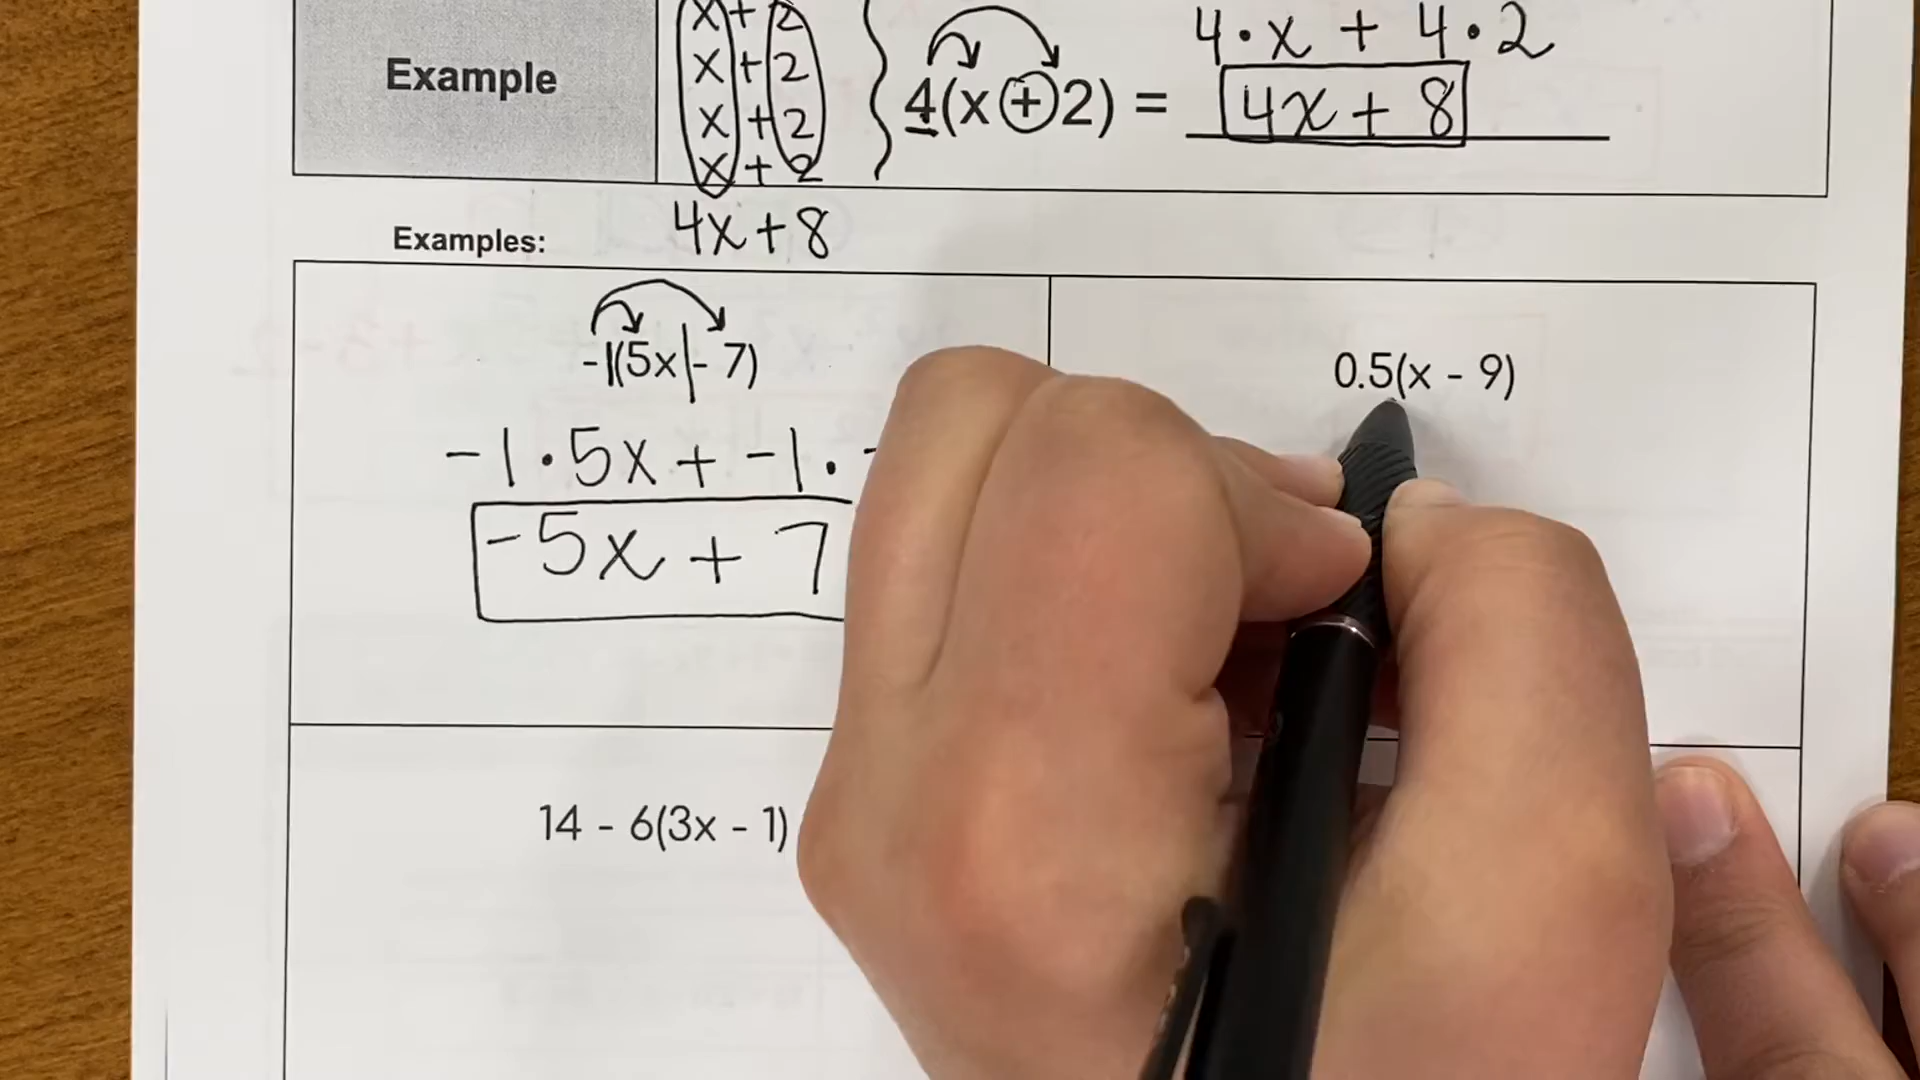 Example
x + 2
x + 2
x + 2
x + 2
4x + 8
4(x + 2) =
4 · x + 4 · 2
4x + 8
Examples:
-1(5x - 7)
-1 · 5x + -1 · -
-5x + 7
0.5(x - 9)
14 - 6(3x - 1)